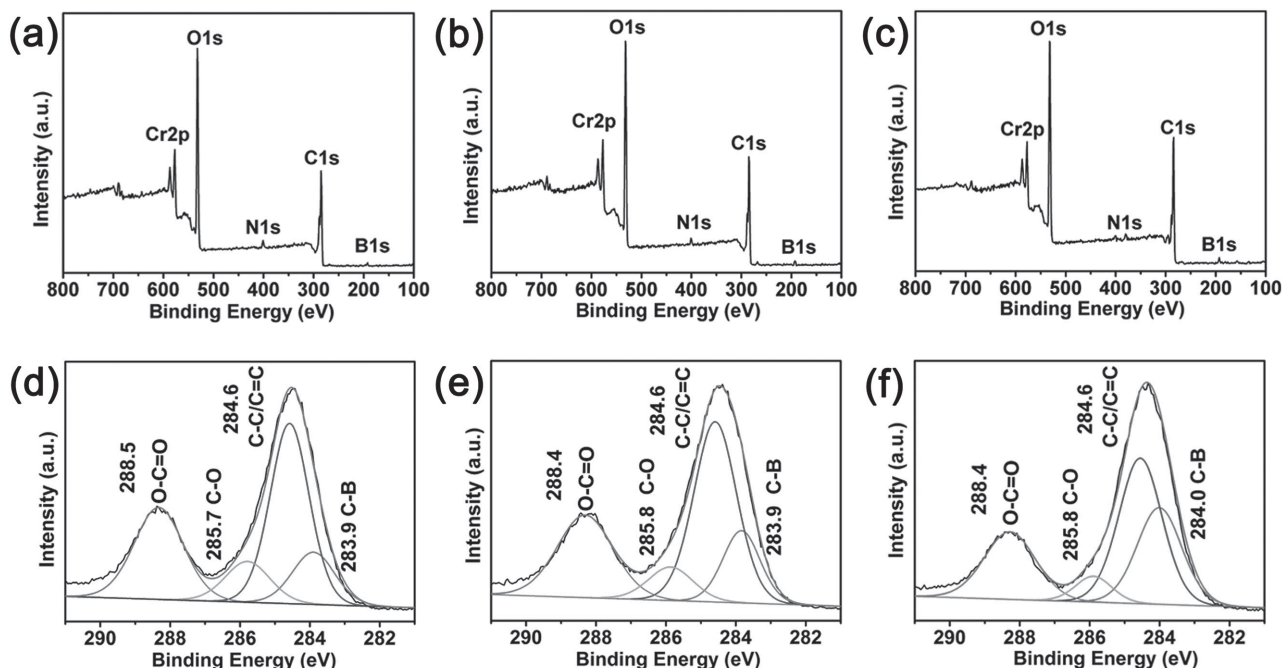 (a)
O1s
Cr2p
C1s
N1s
B1s
Intensity (a.u.)
800 700 600 500 400 300 200 100
Binding Energy (eV)
(b)
O1s
Cr2p
C1s
N1s
B1s
Intensity (a.u.)
800 700 600 500 400 300 200 100
Binding Energy (eV)
(c)
O1s
Cr2p
C1s
N1s
B1s
Intensity (a.u.)
800 700 600 500 400 300 200 100
Binding Energy (eV)
(d)
288.5
O-C=O
285.7 C-O
284.6
C-C/C=C
283.9 C-B
Intensity (a.u.)
290 288 286 284 282
Binding Energy (eV)
(e)
288.4
O-C=O
285.8 C-O
284.6
C-C/C=C
283.9 C-B
Intensity (a.u.)
290 288 286 284 282
Binding Energy (eV)
(f)
288.4
O-C=O
285.8 C-O
284.6
C-C/C=C
284.0 C-B
Intensity (a.u.)
290 288 286 284 282
Binding Energy (eV)